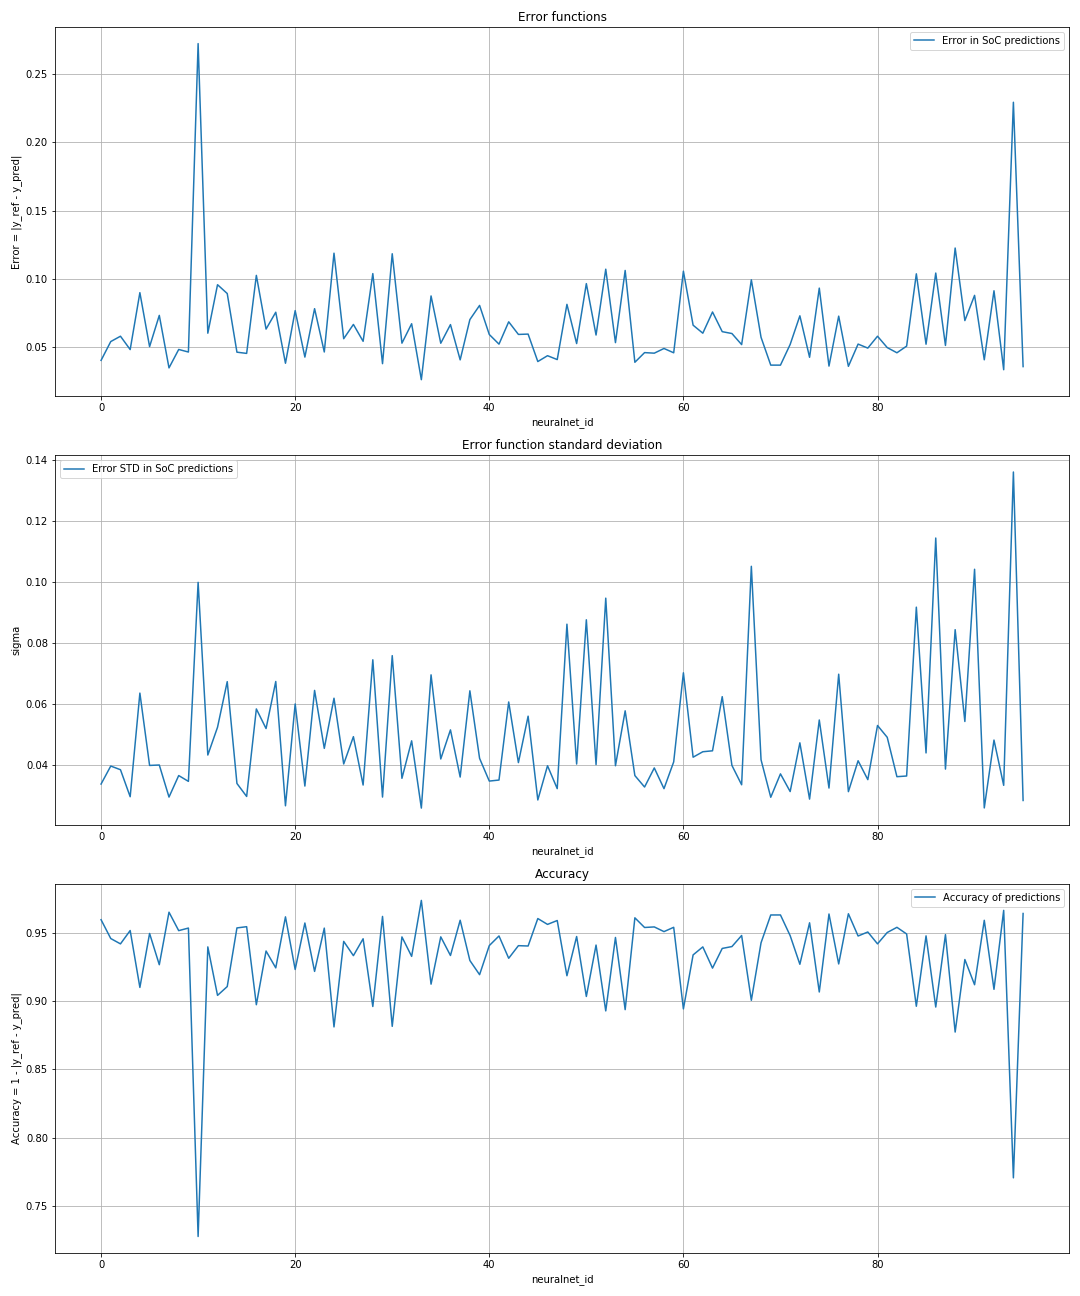 Error functions
Error in SoC predictions
0.25
0.20
0.15
0.10
0.05
Error = |y_ref - y_pred|
0 20 40 60 80
neuralnet_id
Error function standard deviation
Error STD in SoC predictions
0.14
0.12
0.10
0.08
0.06
0.04
sigma
0 20 40 60 80
neuralnet_id
Accuracy
Accuracy of predictions
0.95
0.90
0.85
0.80
0.75
Accuracy = 1 - |y_ref - y_pred|
0 20 40 60 80
neuralnet_id